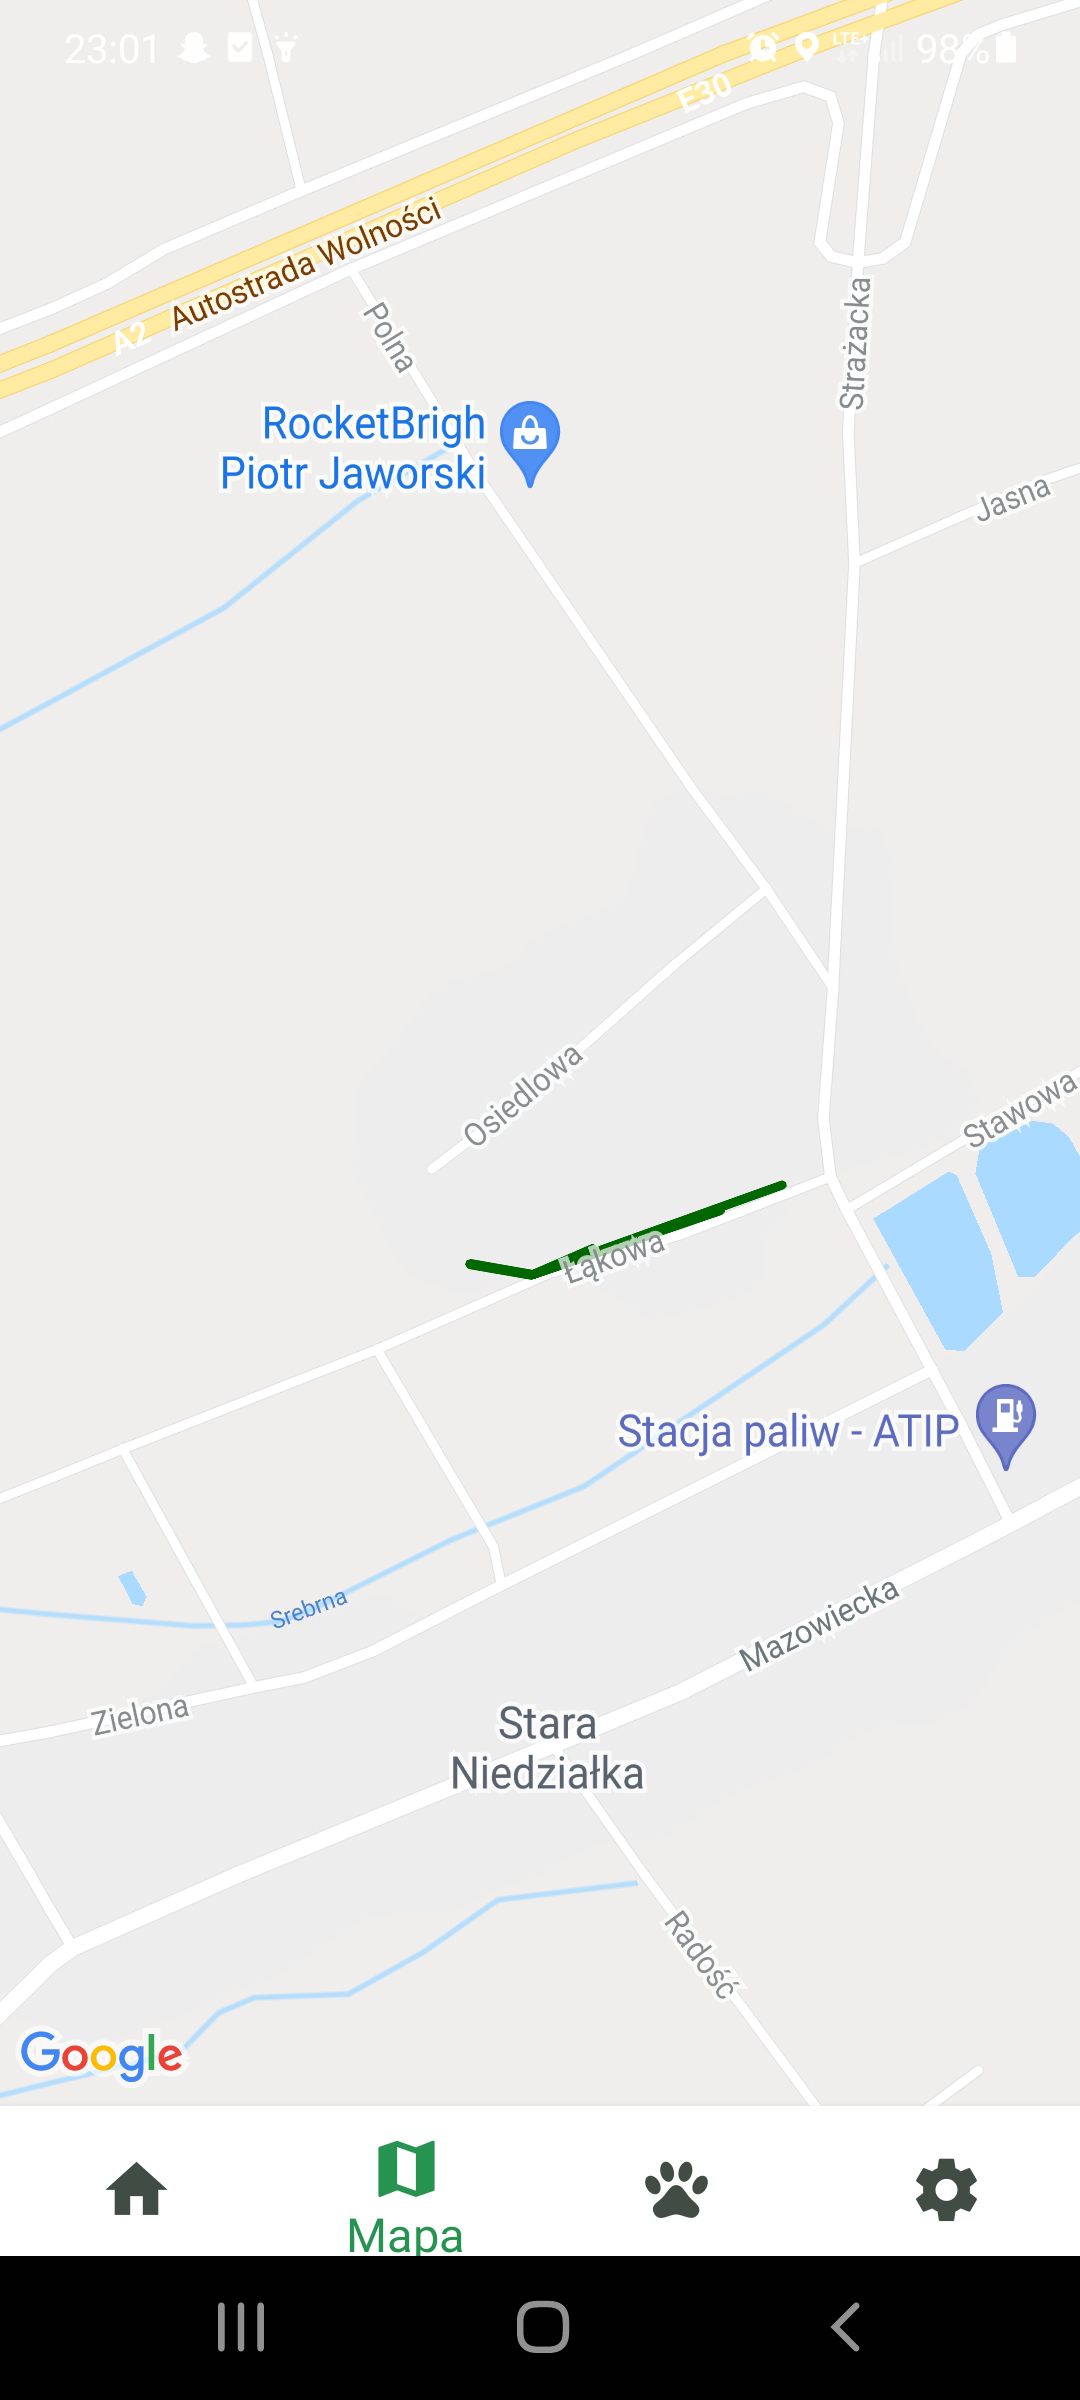 23:01
LTE+
98%
E30
Autostrada Wolności
A2
Polna
Strażacka
RocketBrigh
Piotr Jaworski
Jasna
Osiedlowa
Stawowa
Łąkowa
Stacja paliw - ATIP
Srebrna
Mazowiecka
Zielona
Stara
Niedziałka
Radość
Google
Mapa